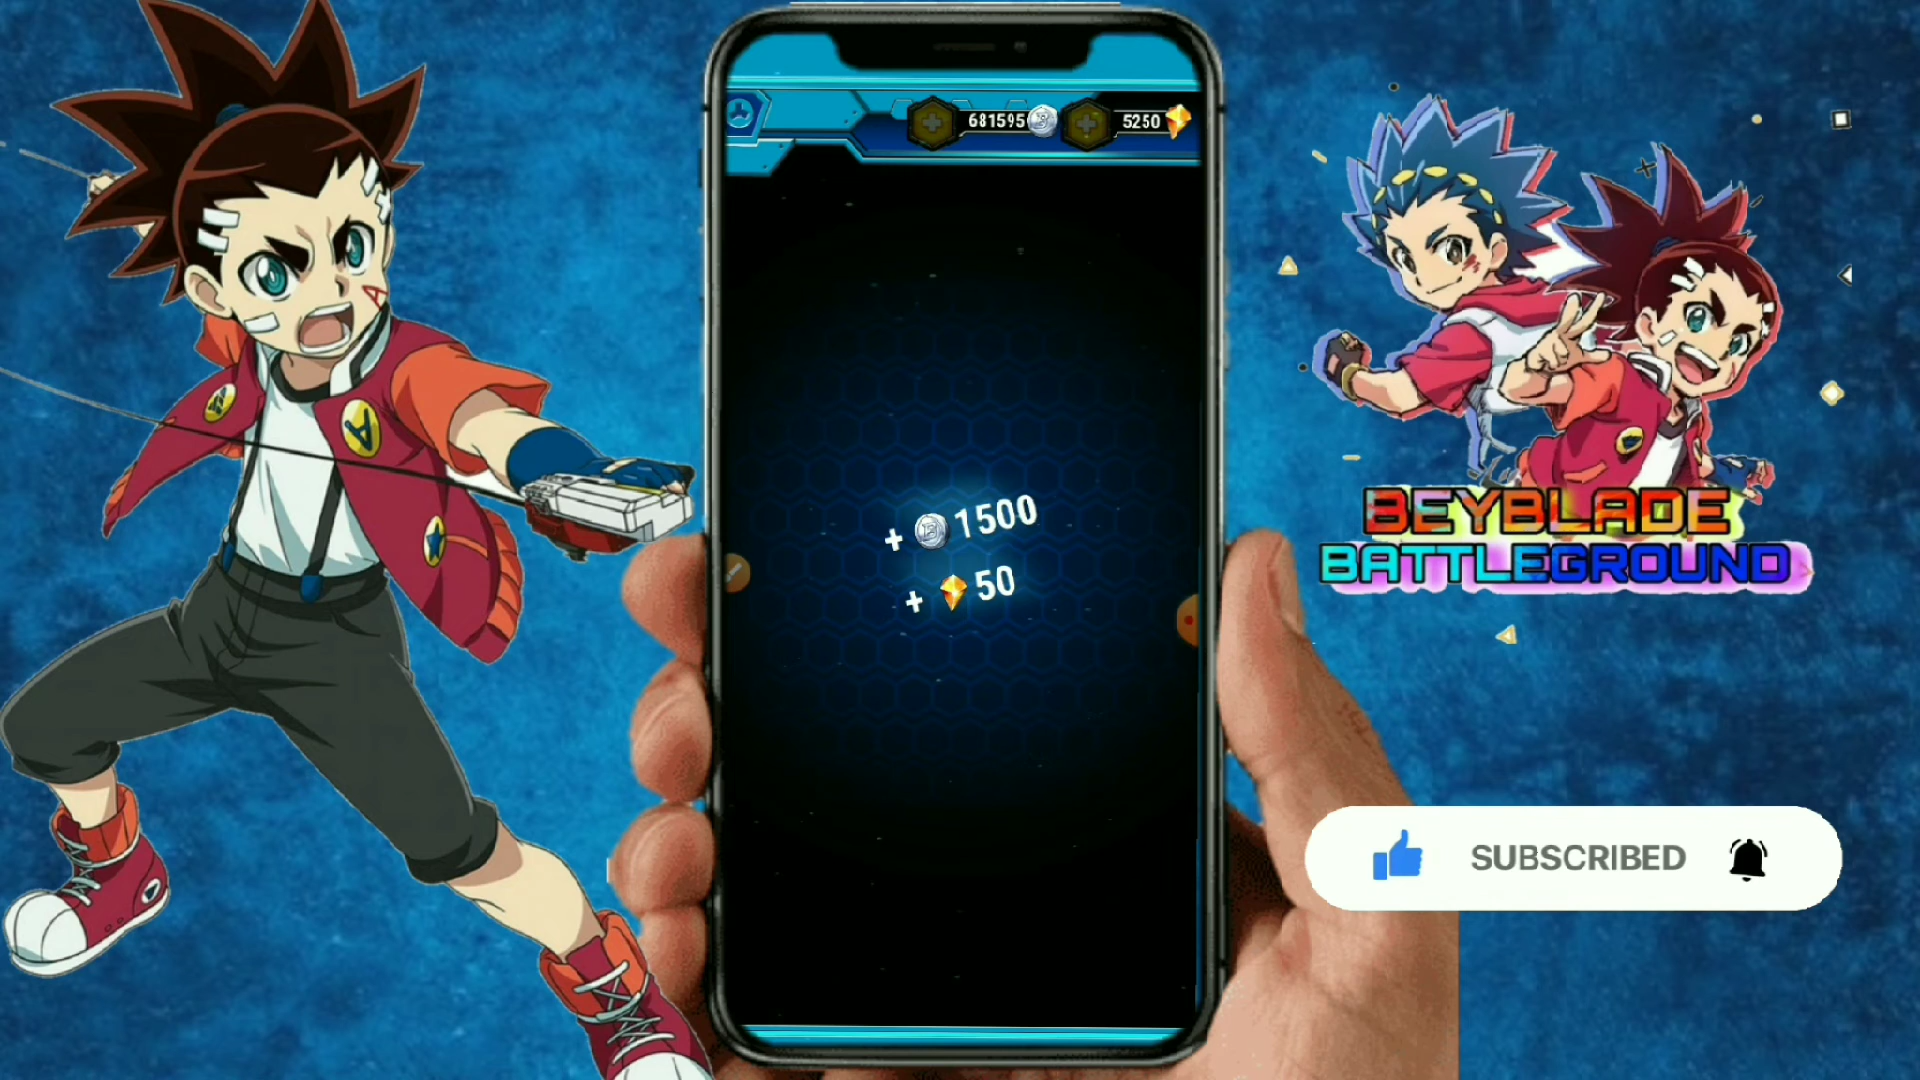 681595
5250
+ 1500
+ 50
BEYBLADE
BATTLEGROUND
SUBSCRIBED
A
A